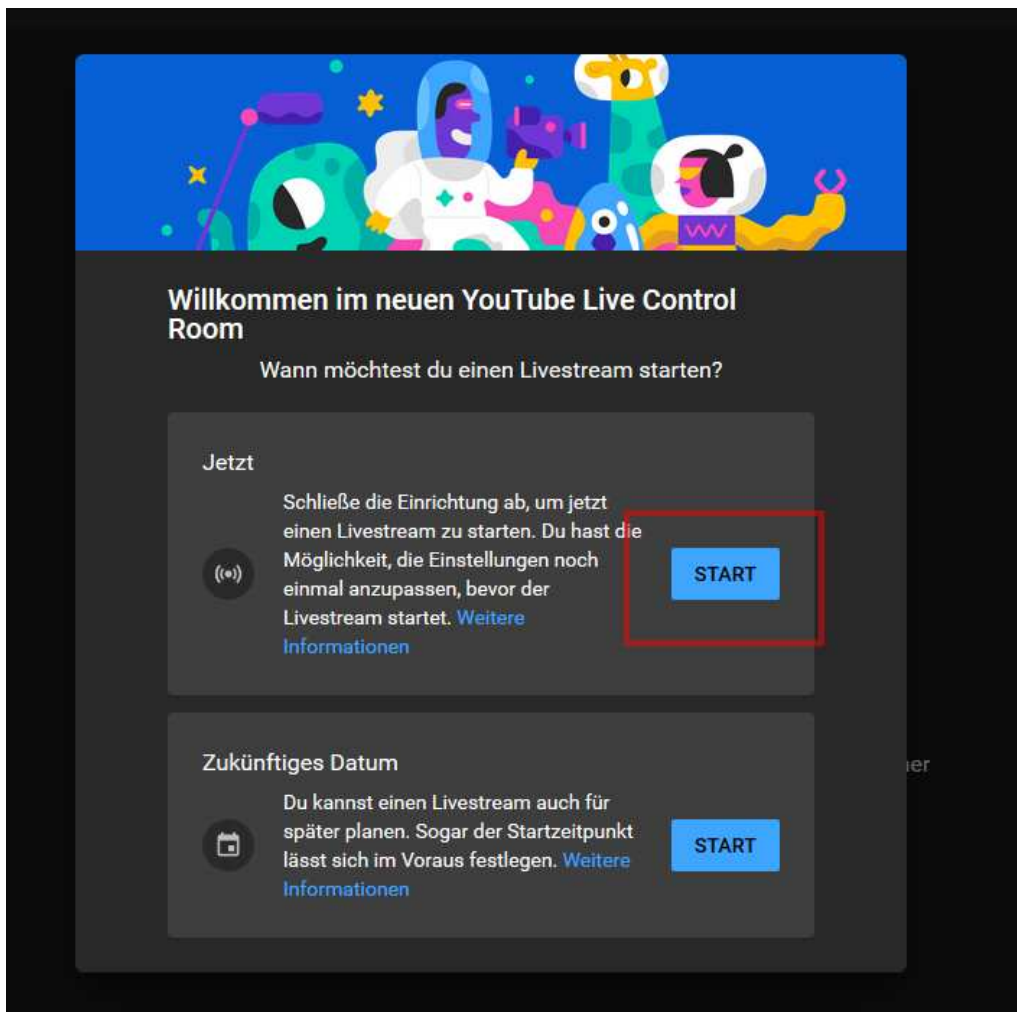 Willkommen im neuen YouTube Live Control
Room
Wann möchtest du einen Livestream starten?
Jetzt
Schließe die Einrichtung ab, um jetzt
einen Livestream zu starten. Du hast die
Möglichkeit, die Einstellungen noch
einmal anzupassen, bevor der
Livestream startet. Weitere
Informationen
START
Zukünftiges Datum
Du kannst einen Livestream auch für
später planen. Sogar der Startzeitpunkt
lässt sich im Voraus festlegen. Weitere
Informationen
START